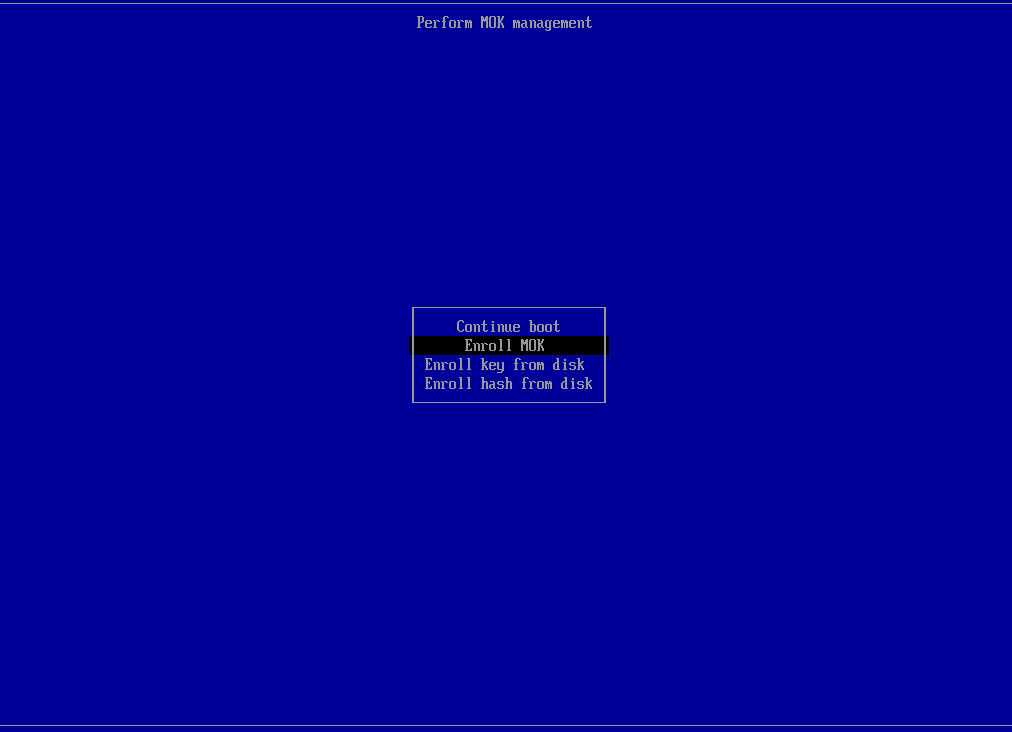 Perform MOK management
Continue boot
Enroll MOK
Enroll key from disk
Enroll hash from disk